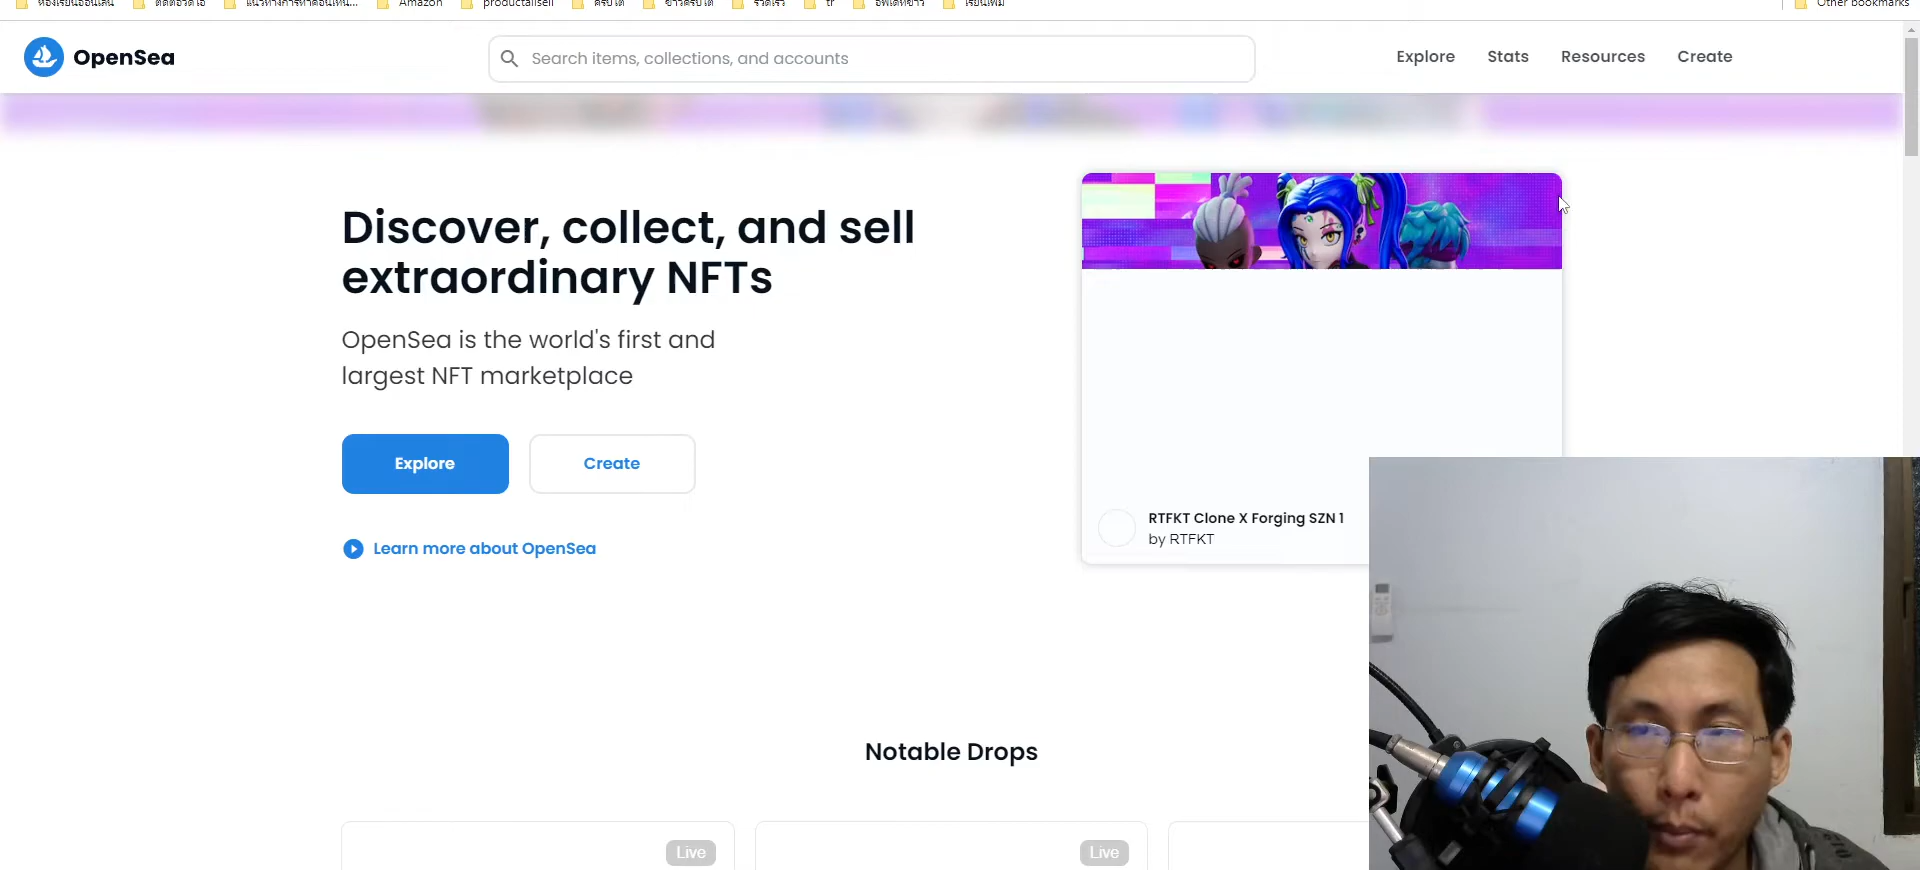 Amazon
productallsell
tr
Other bookmarks
OpenSea
Search items, collections, and accounts
Explore
Stats
Resources
Create
Discover, collect, and sell
extraordinary NFTs
OpenSea is the world's first and
largest NFT marketplace
Explore
Create
Learn more about OpenSea
RTFKT Clone X Forging SZN 1
by RTFKT
Notable Drops
Live
Live